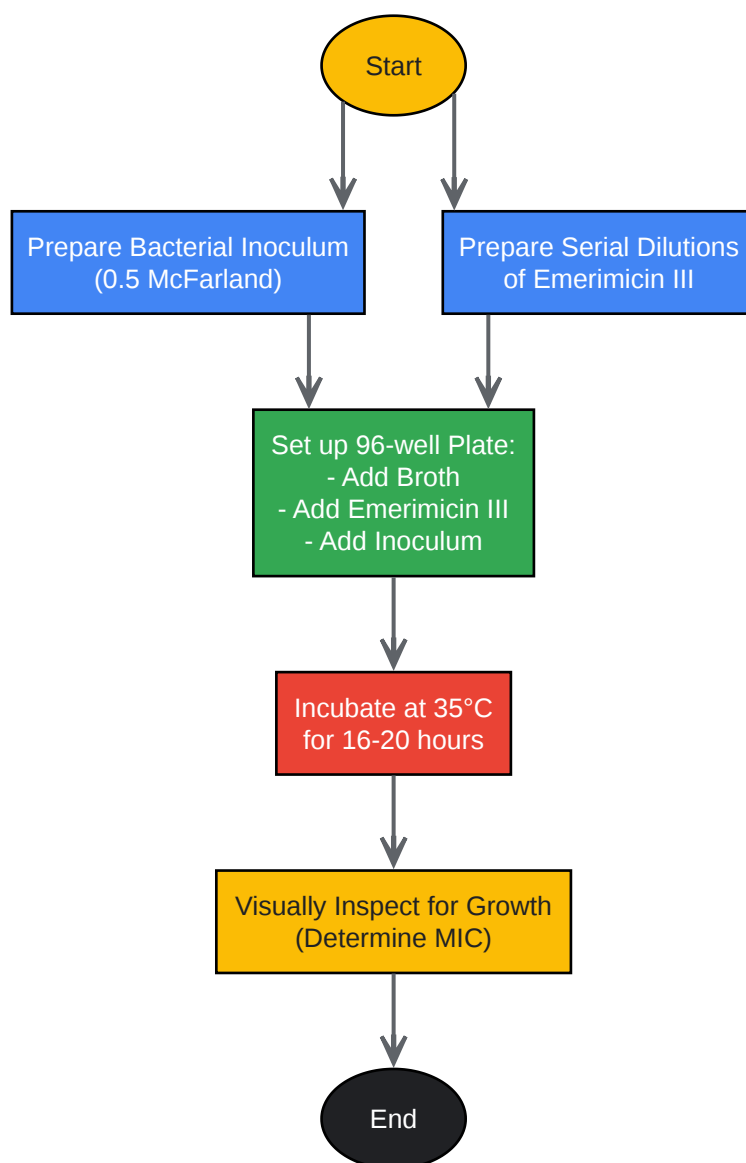 Start
Prepare Bacterial Inoculum
(0.5 McFarland)
Prepare Serial Dilutions
of Emerimicin III
Set up 96-well Plate:
- Add Broth
- Add Emerimicin III
- Add Inoculum
Incubate at 35°C
for 16-20 hours
Visually Inspect for Growth
(Determine MIC)
End